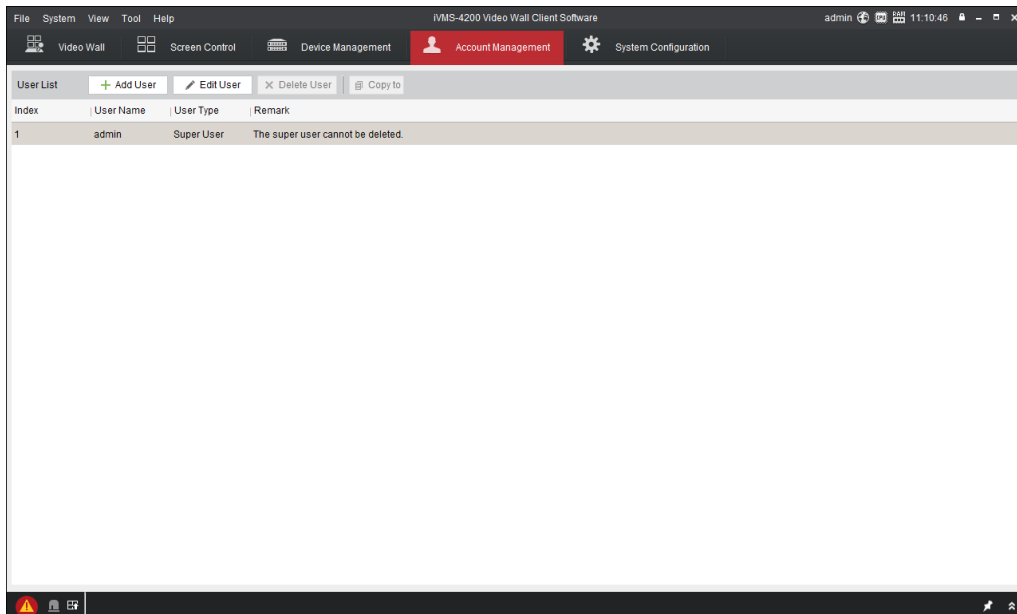 File System View Tool Help iVMS-4200 Video Wall Client Software admin 11:10:46
Video Wall Screen Control Device Management Account Management System Configuration
User List Add User Edit User Delete User Copy to
Index User Name User Type Remark
1 admin Super User The super user cannot be deleted.